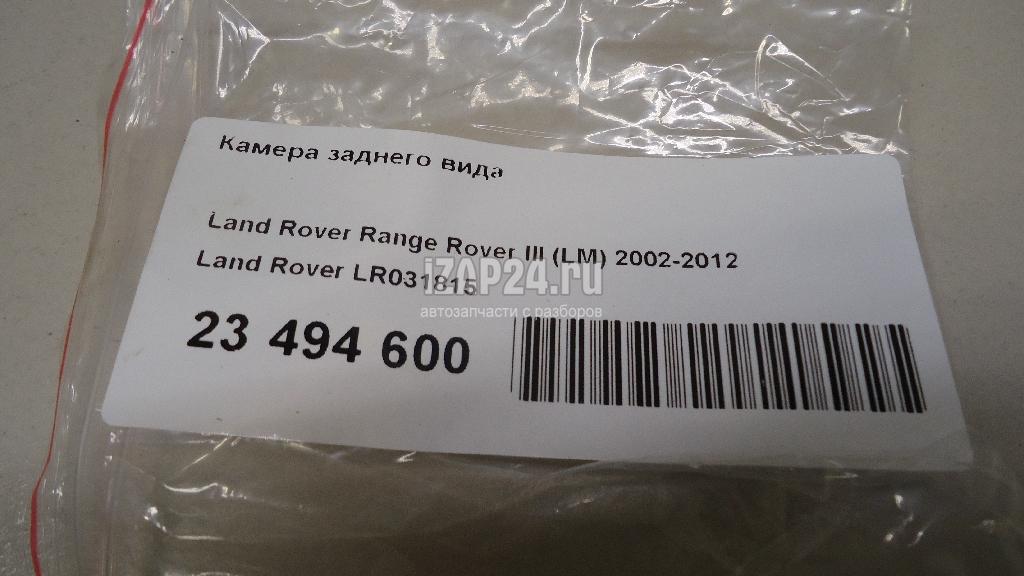 Камера заднего вида
Land Rover Range Rover III (LM) 2002-2012
Land Rover LR031815
iZAP24.ru
автозапчасти с разборов
23 494 600